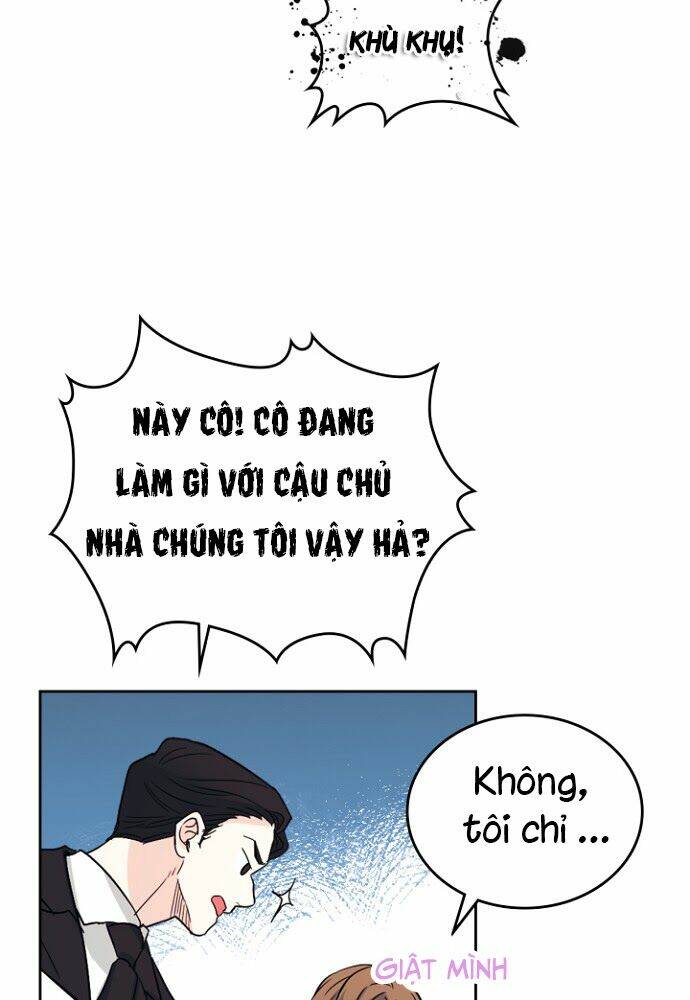 KHÙ KHỤ!
NÀY CÔ! CÔ ĐANG
LÀM GÌ VỚI CẬU CHỦ
NHÀ CHÚNG TÔI VẬY HẢ?
Không,
tôi chỉ ...
GIẬT MÌNH